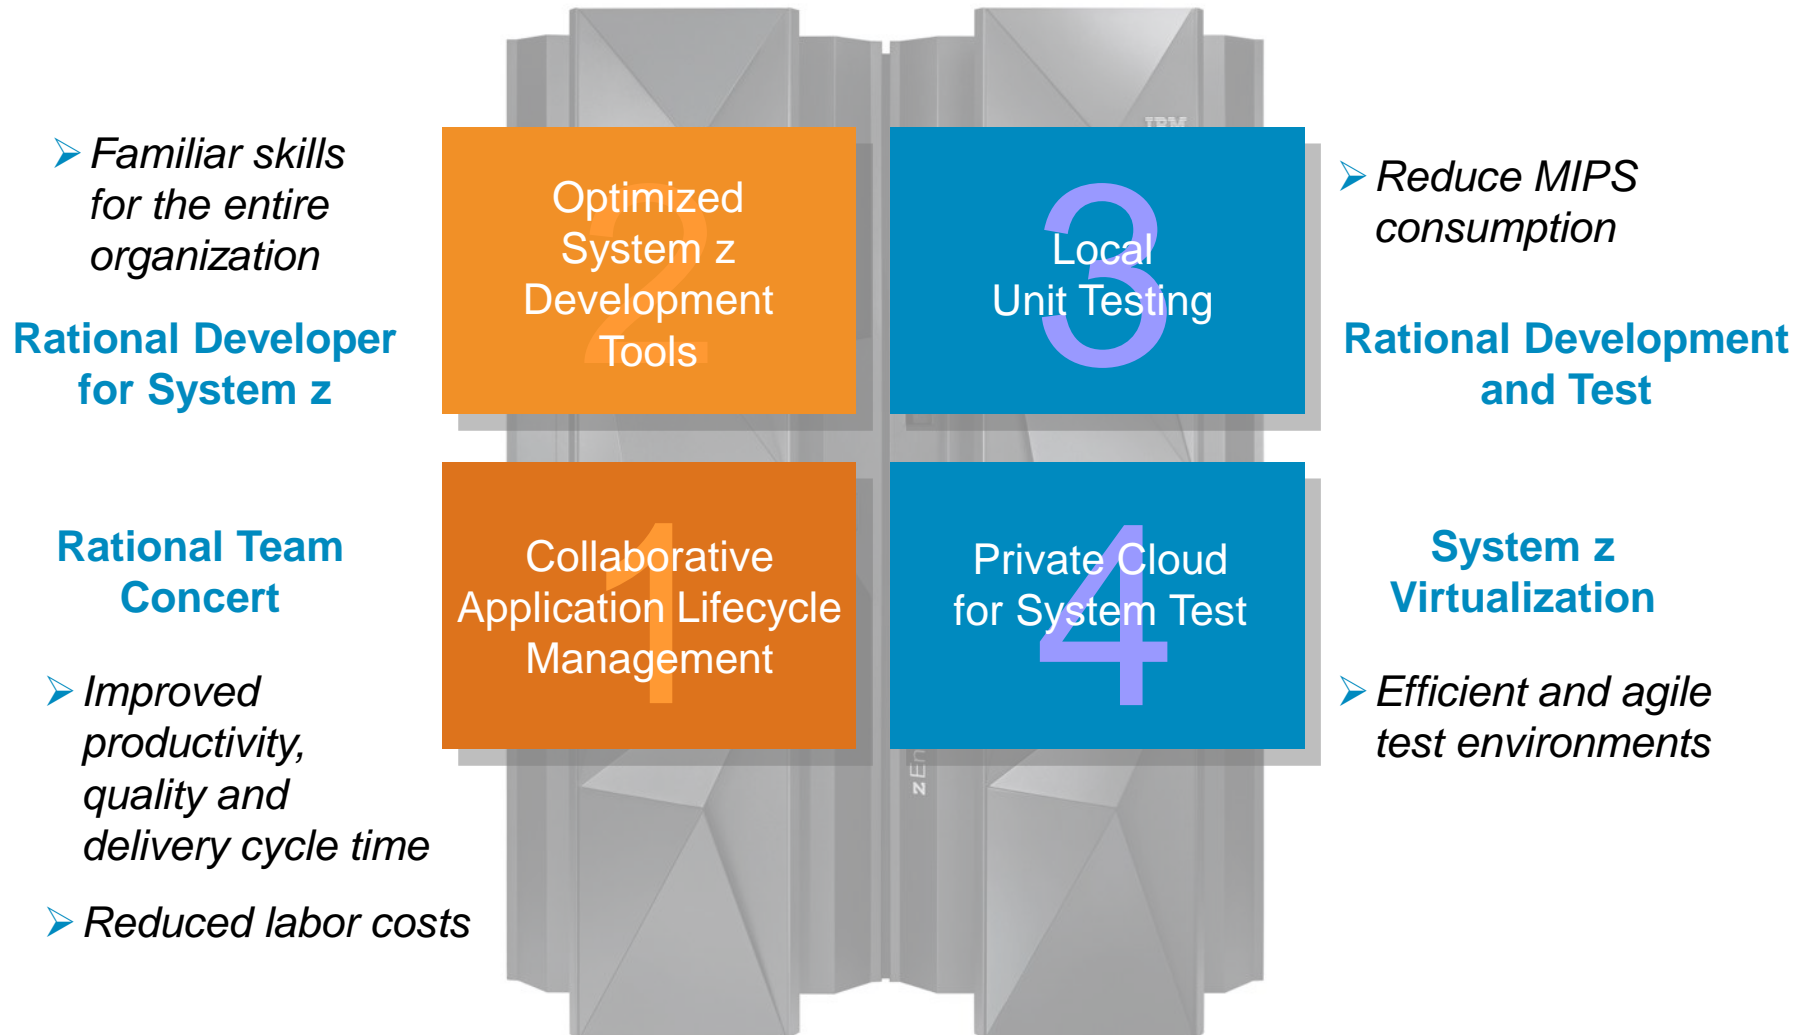 ➢ Familiar skills
for the entire
organization
Rational Developer
for System z
2
Optimized
System z
Development
Tools
IBM
3
Local
Unit Testing
➢ Reduce MIPS
consumption
Rational Development
and Test
Rational Team
Concert
➢ Improved
productivity,
quality and
delivery cycle time
➢ Reduced labor costs
1
Collaborative
Application Lifecycle
Management
4
Private Cloud
for System Test
zEn
System z
Virtualization
➢ Efficient and agile
test environments